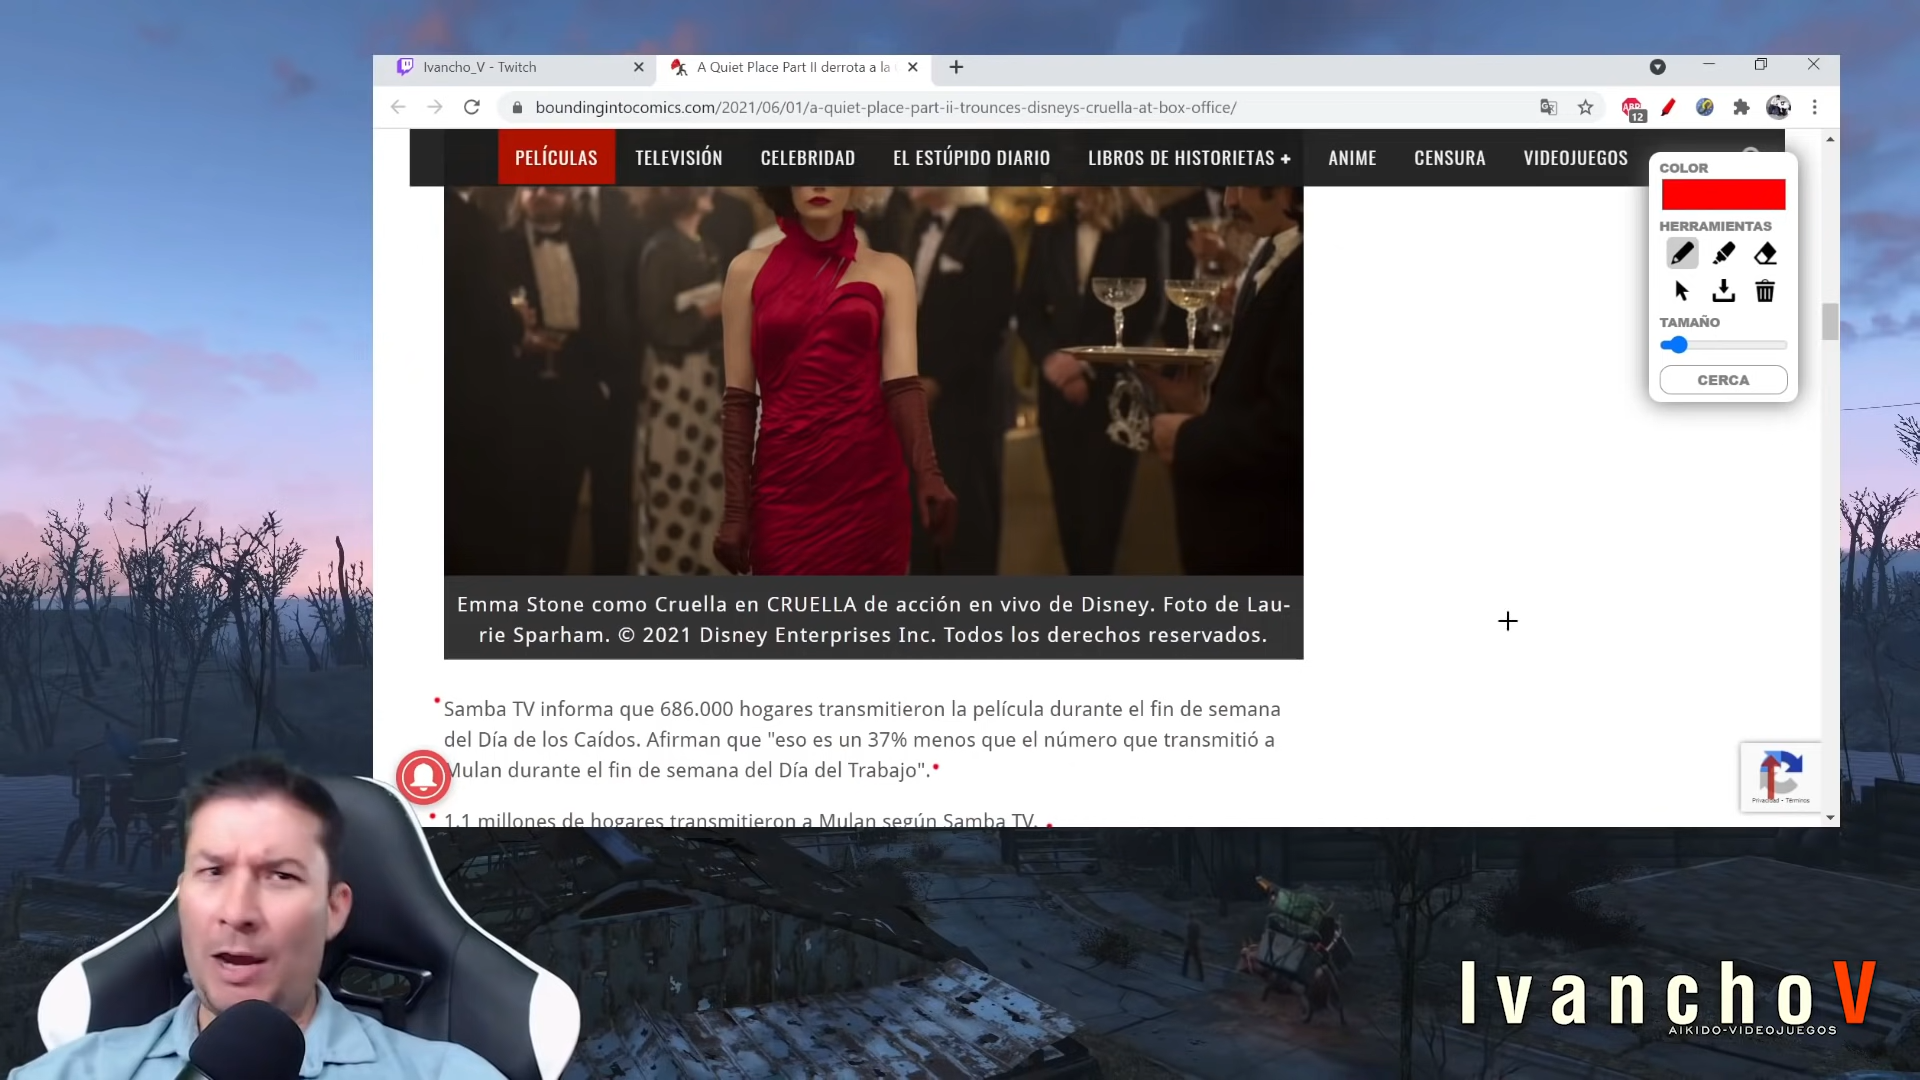 Ivancho_V - Twitch
A Quiet Place Part II derrota a la
boundingintocomics.com/2021/06/01/a-quiet-place-part-ii-trounces-disneys-cruella-at-box-office/
ABP
12
PELÍCULAS TELEVISIÓN CELEBRIDAD EL ESTÚPIDO DIARIO LIBROS DE HISTORIETAS + ANIME CENSURA VIDEOJUEGOS
COLOR
HERRAMIENTAS
TAMAÑO
CERCA
Emma Stone como Cruella en CRUELLA de acción en vivo de Disney. Foto de Lau-
rie Sparham. © 2021 Disney Enterprises Inc. Todos los derechos reservados.
Samba TV informa que 686.000 hogares transmitieron la película durante el fin de semana
del Día de los Caídos. Afirman que "eso es un 37% menos que el número que transmitió a
Mulan durante el fin de semana del Día del Trabajo".
1.1 millones de hogares transmitieron a Mulan según Samba TV.
Privacidad • Términos
IvanchoV
AIKIDO-VIDEOJUEGOS